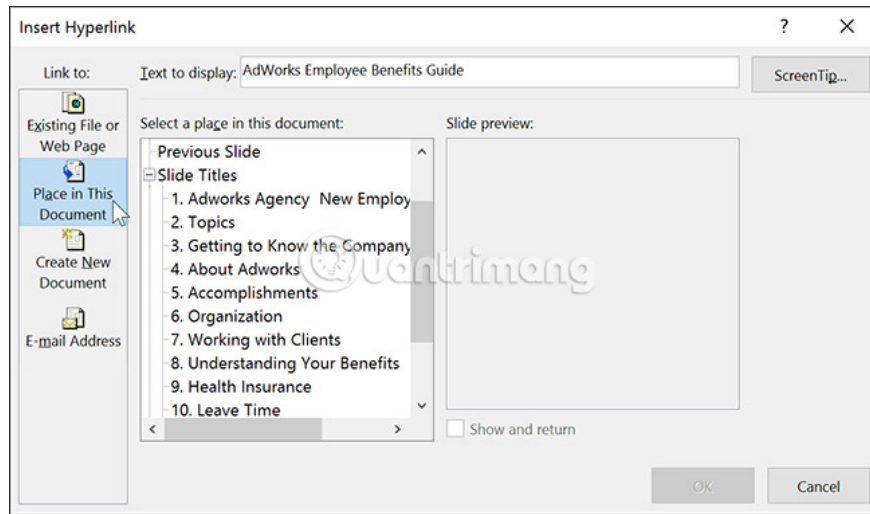 Insert Hyperlink
?
Link to:
Text to display:
AdWorks Employee Benefits Guide
ScreenTip...
Existing File or
Web Page
Place in This
Document
Create New
Document
E-mail Address
Select a place in this document:
Previous Slide
Slide Titles
1. Adworks Agency New Employ
2. Topics
3. Getting to Know the Company
4. About Adworks
5. Accomplishments
6. Organization
7. Working with Clients
8. Understanding Your Benefits
9. Health Insurance
10. Leave Time
Slide preview:
Quantrimang
Show and return
OK
Cancel